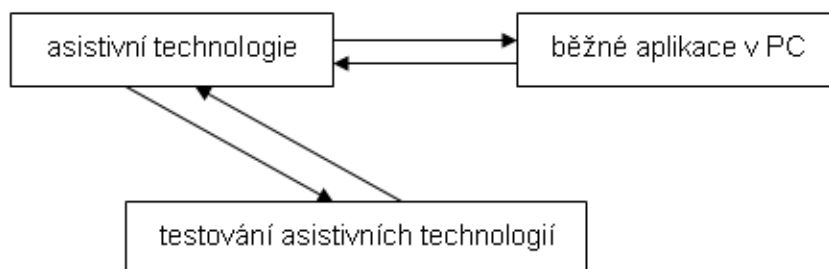 asistivní technologie
běžné aplikace v PC
testování asistivních technologií